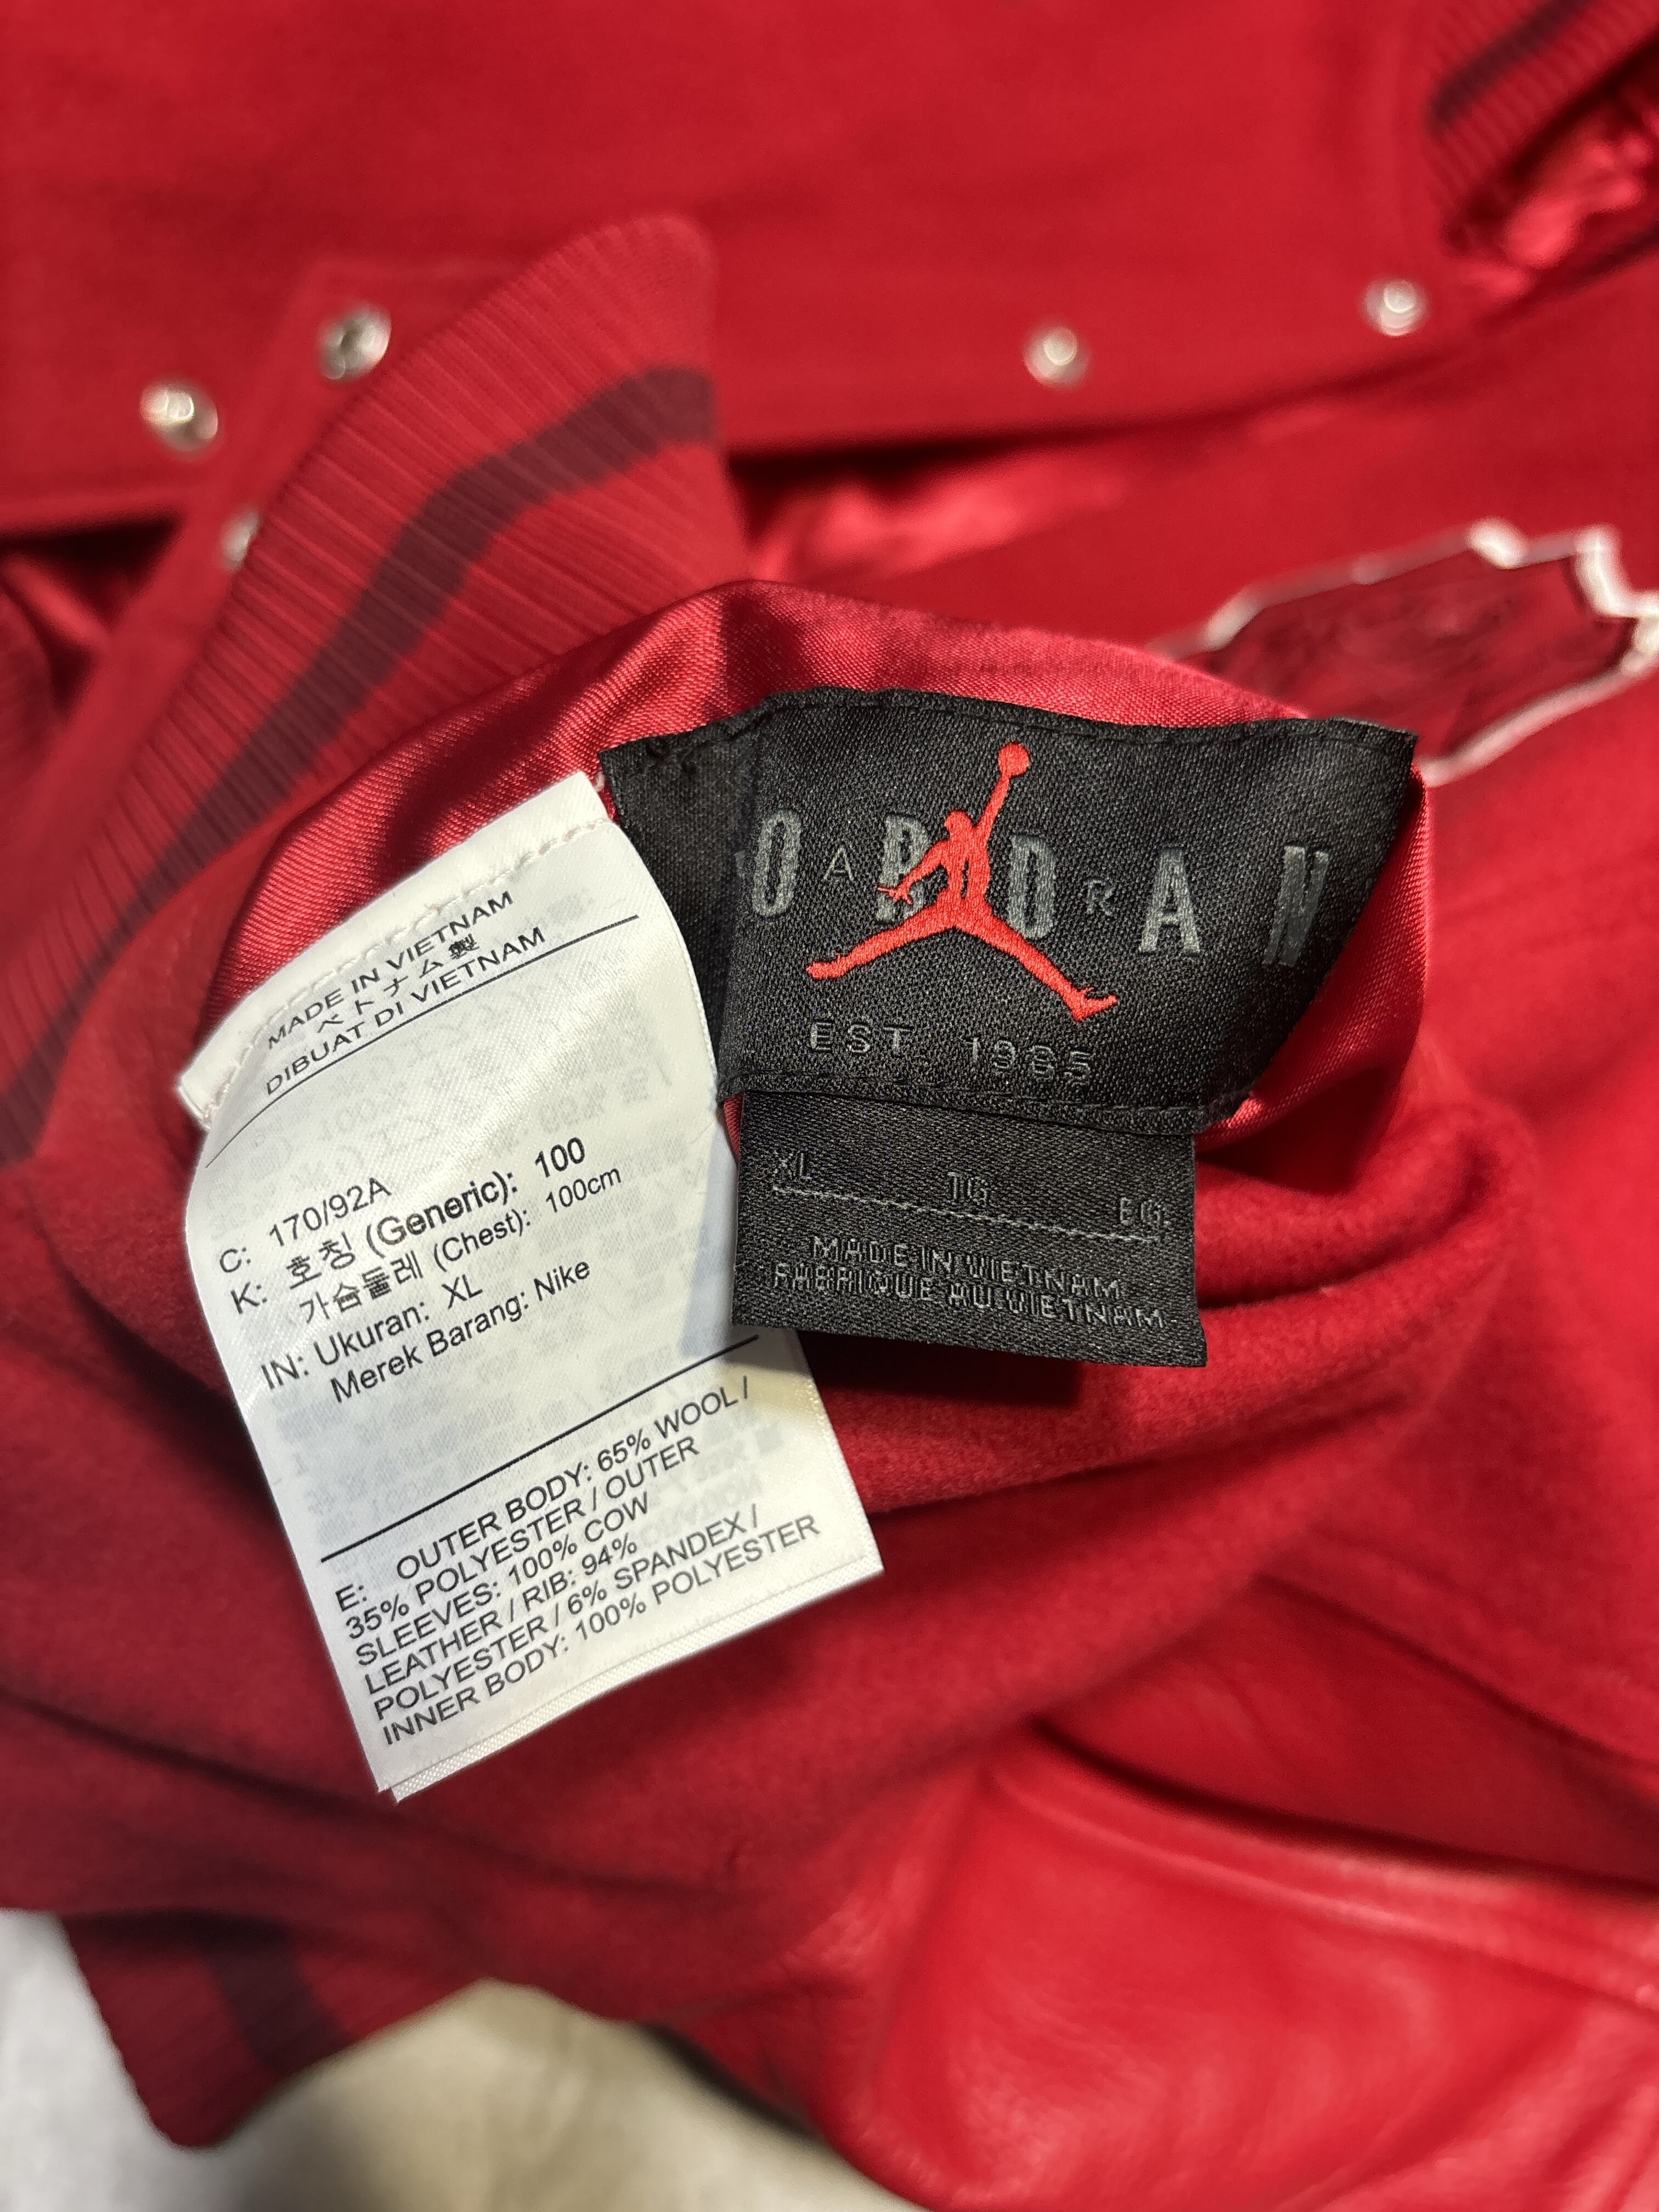 MADE IN VIETNAM
ベトナム製
DIBUAT DI VIETNAM
C: 170/92A
K: 호칭 (Generic): 100
가슴둘레 (Chest): 100cm
IN: Ukuran: XL
Merek Barang: Nike
E: OUTER BODY: 65% WOOL /
35% POLYESTER / OUTER
SLEEVES: 100% COW
LEATHER / RIB: 94%
POLYESTER / 6% SPANDEX /
INNER BODY: 100% POLYESTER
JORDAN
A R
EST. 1985
XL TG EG
MADE IN VIETNAM
FABRIQUE AU VIETNAM